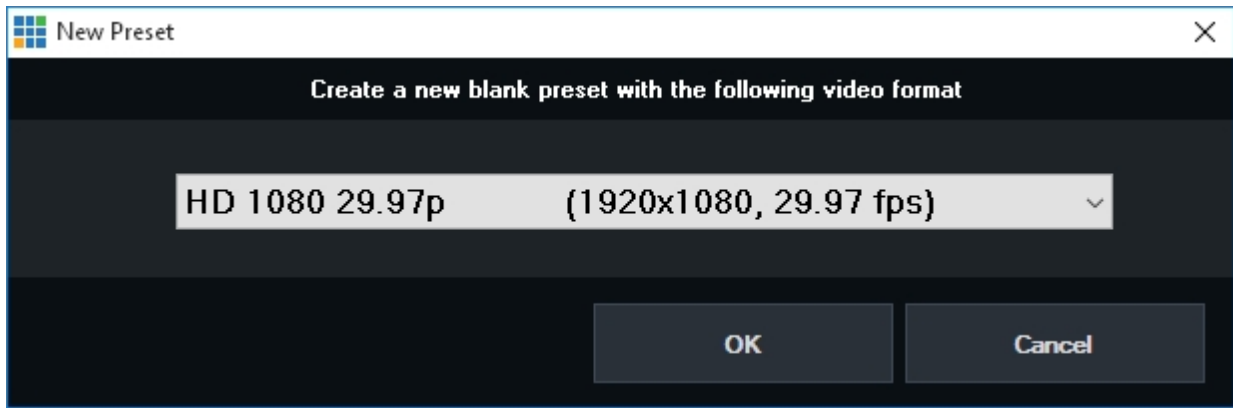 New Preset
Create a new blank preset with the following video format
HD 1080 29.97p (1920x1080, 29.97 fps)
OK Cancel